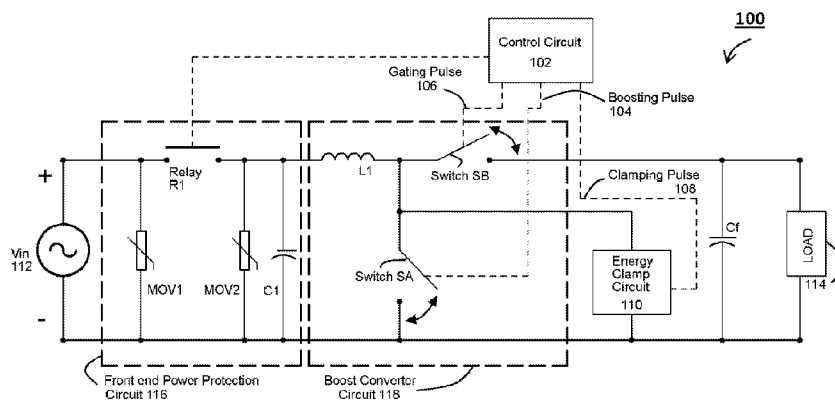 100
Control Circuit
102
Gating Pulse
106
Boosting Pulse
104
+
Relay
R1
L1
Switch SB
Clamping Pulse
108
Vin
112
MOV1
MOV2
C1
Switch SA
Energy
Clamp
Circuit
110
Cf
LOAD
114
-
Front end Power Protection
Circuit 116
Boost Converter
Circuit 118